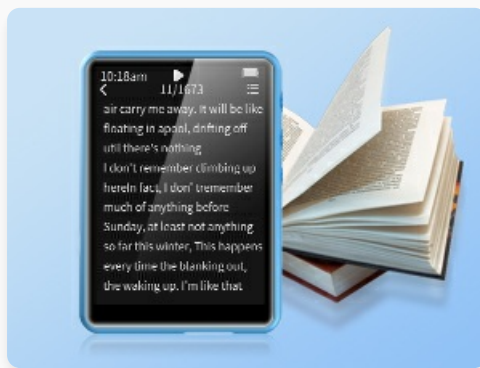 10:18am
11/1673
air carry me away. It will be like
floating in apool, drifting off
util there's nothing
I don't remember climbing up
hereIn fact, I don' tremember
much of anything before
Sunday, at least not anything
so far this winter, This happens
every time the blanking out,
the waking up. I'm like that